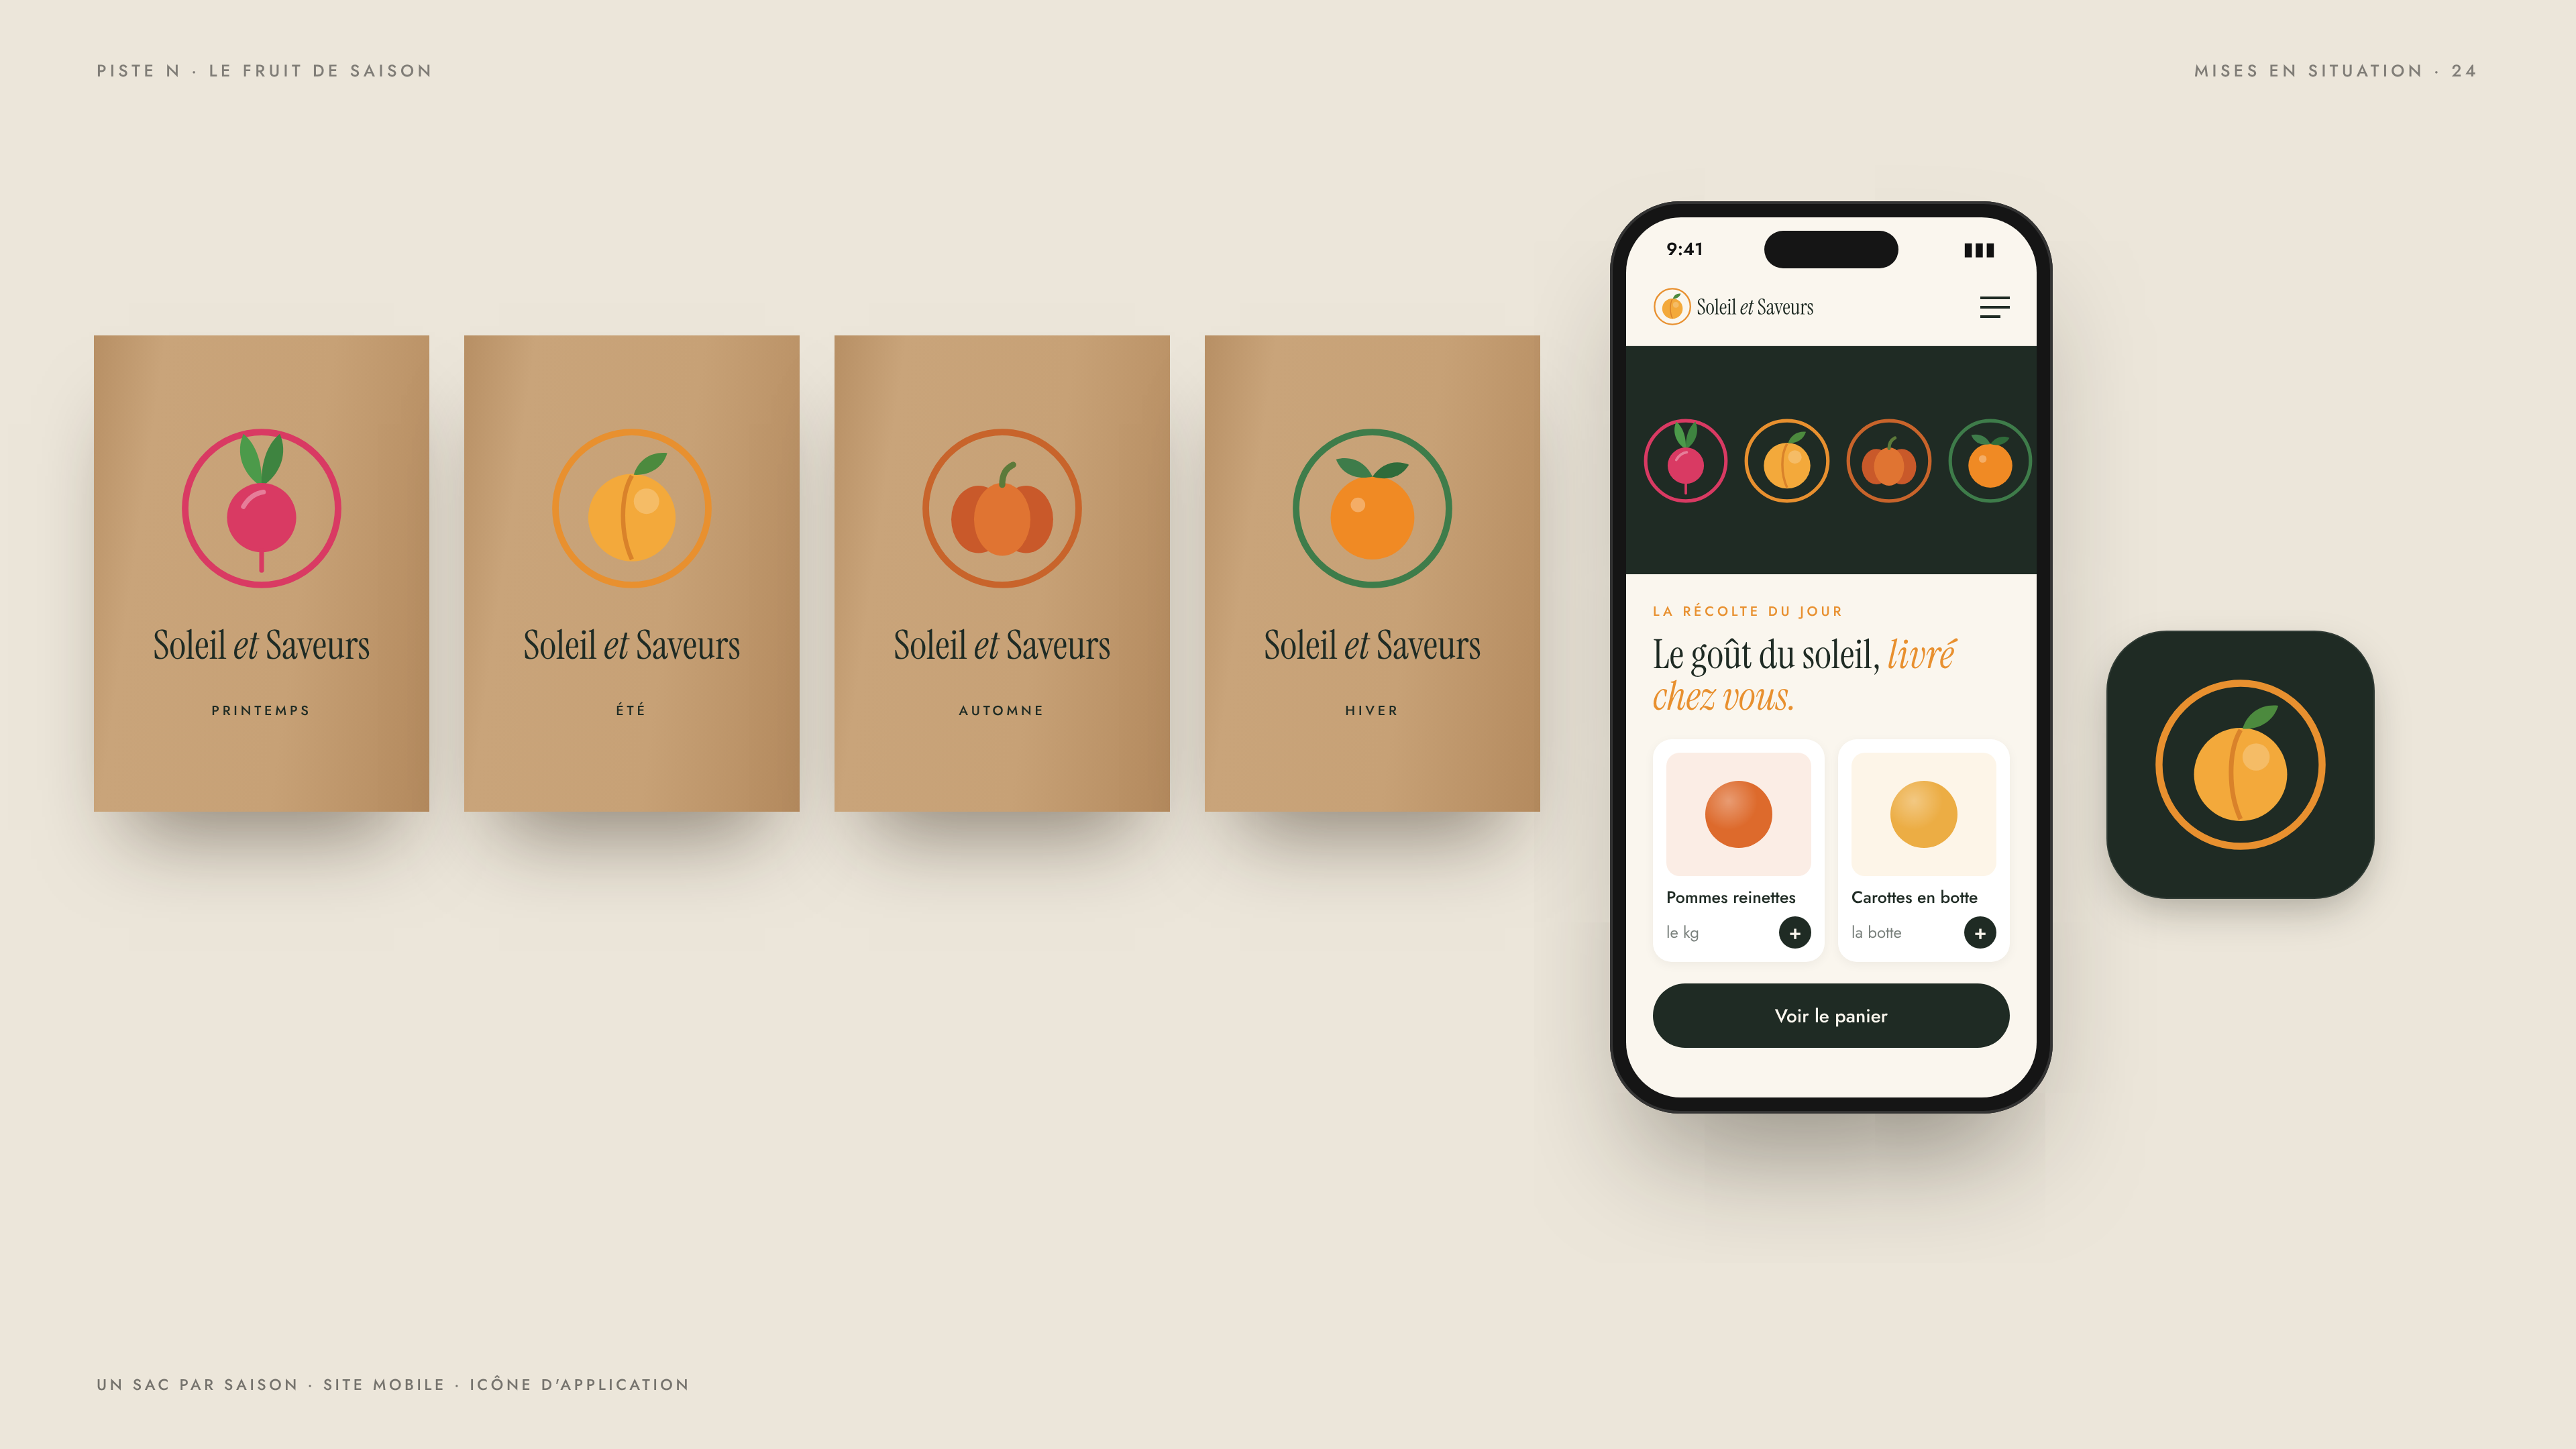 PISTE N · LE FRUIT DE SAISON
MISES EN SITUATION · 24
Soleil et Saveurs
PRINTEMPS
Soleil et Saveurs
ÉTÉ
Soleil et Saveurs
AUTOMNE
Soleil et Saveurs
HIVER
9:41
Soleil et Saveurs
LA RÉCOLTE DU JOUR
Le goût du soleil, livré
chez vous.
Pommes reinettes
le kg
+
Carottes en botte
la botte
+
Voir le panier
UN SAC PAR SAISON · SITE MOBILE · ICÔNE D'APPLICATION